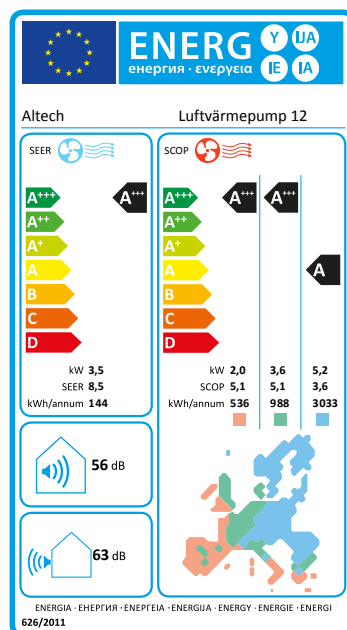 ENERG Y IJA
енергия · ενεργεια IE IA
Altech Luftvärmepump 12
SEER SCOP
A+++ A+++ A+++ A+++ A+++
A++ A++
A+ A+
A A A
B B
C C
D D
kW 3,5 kW 2,0 3,6 5,2
SEER 8,5 SCOP 5,1 5,1 3,6
kWh/annum 144 kWh/annum 536 988 3033
56 dB
63 dB
ENERGIA · ЕНЕРГИЯ · ΕΝΕΡΓΕΙΑ · ENERGIJA · ENERGY · ENERGIE · ENERGI
626/2011